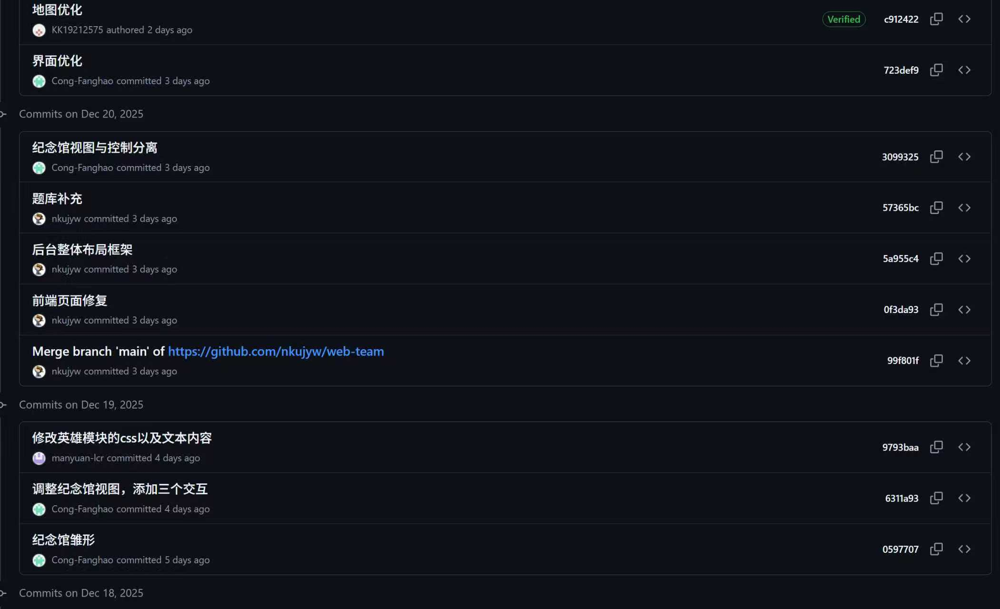 地图优化
KK19212575 authored 2 days ago
Verified
c912422
界面优化
Cong-Fanghao committed 3 days ago
723def9
Commits on Dec 20, 2025
纪念馆视图与控制分离
Cong-Fanghao committed 3 days ago
3099325
题库补充
nkujyw committed 3 days ago
57365bc
后台整体布局框架
nkujyw committed 3 days ago
5a955c4
前端页面修复
nkujyw committed 3 days ago
0f3da93
Merge branch 'main' of https://github.com/nkujyw/web-team
nkujyw committed 3 days ago
99f801f
Commits on Dec 19, 2025
修改英雄模块的css以及文本内容
manyuan-lcr committed 4 days ago
9793baa
调整纪念馆视图，添加三个交互
Cong-Fanghao committed 4 days ago
6311a93
纪念馆雏形
Cong-Fanghao committed 5 days ago
0597707
Commits on Dec 18, 2025